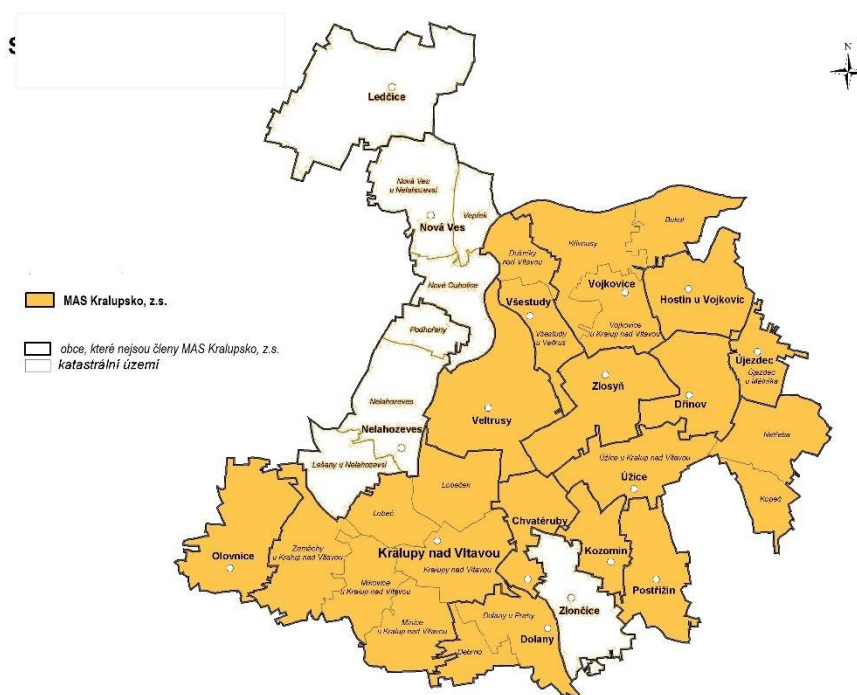 S
N
Ledčice
Nová Ves
u Nelahozevsi
Vepřek
Nová Ves
Bukol
Křivousy
Dušníky
nad Vltavou
Nové Ouholice
Vojkovice
Hostín u Vojkovic
Všestudy
MAS Kralupsko, z.s.
Vojkovice
u Kralup nad Vltavou
Podhořany
Všestudy
u Veltrus
obce, které nejsou členy MAS Kralupsko, z.s.
katastrální území
Újezdec
Újezdec
u Mělníka
Zlosyň
Nelahozeves
Dřínov
Veltrusy
Nelahozeves
Netřeba
Úžice u Kralup nad Vltavou
Lešany u Nelahozevsi
Úžice
Lobeček
Kopeč
Lobeč
Chvatěruby
Olovnice
Zeměchy
u Kralup nad Vltavou
Kralupy nad Vltavou
Kozomín
Kralupy nad Vltavou
Mikovice
u Kralup nad Vltavou
Postřižín
Zlončice
Minice
u Kralup nad Vltavou
Dolany u Prahy
Dolany
Debrno